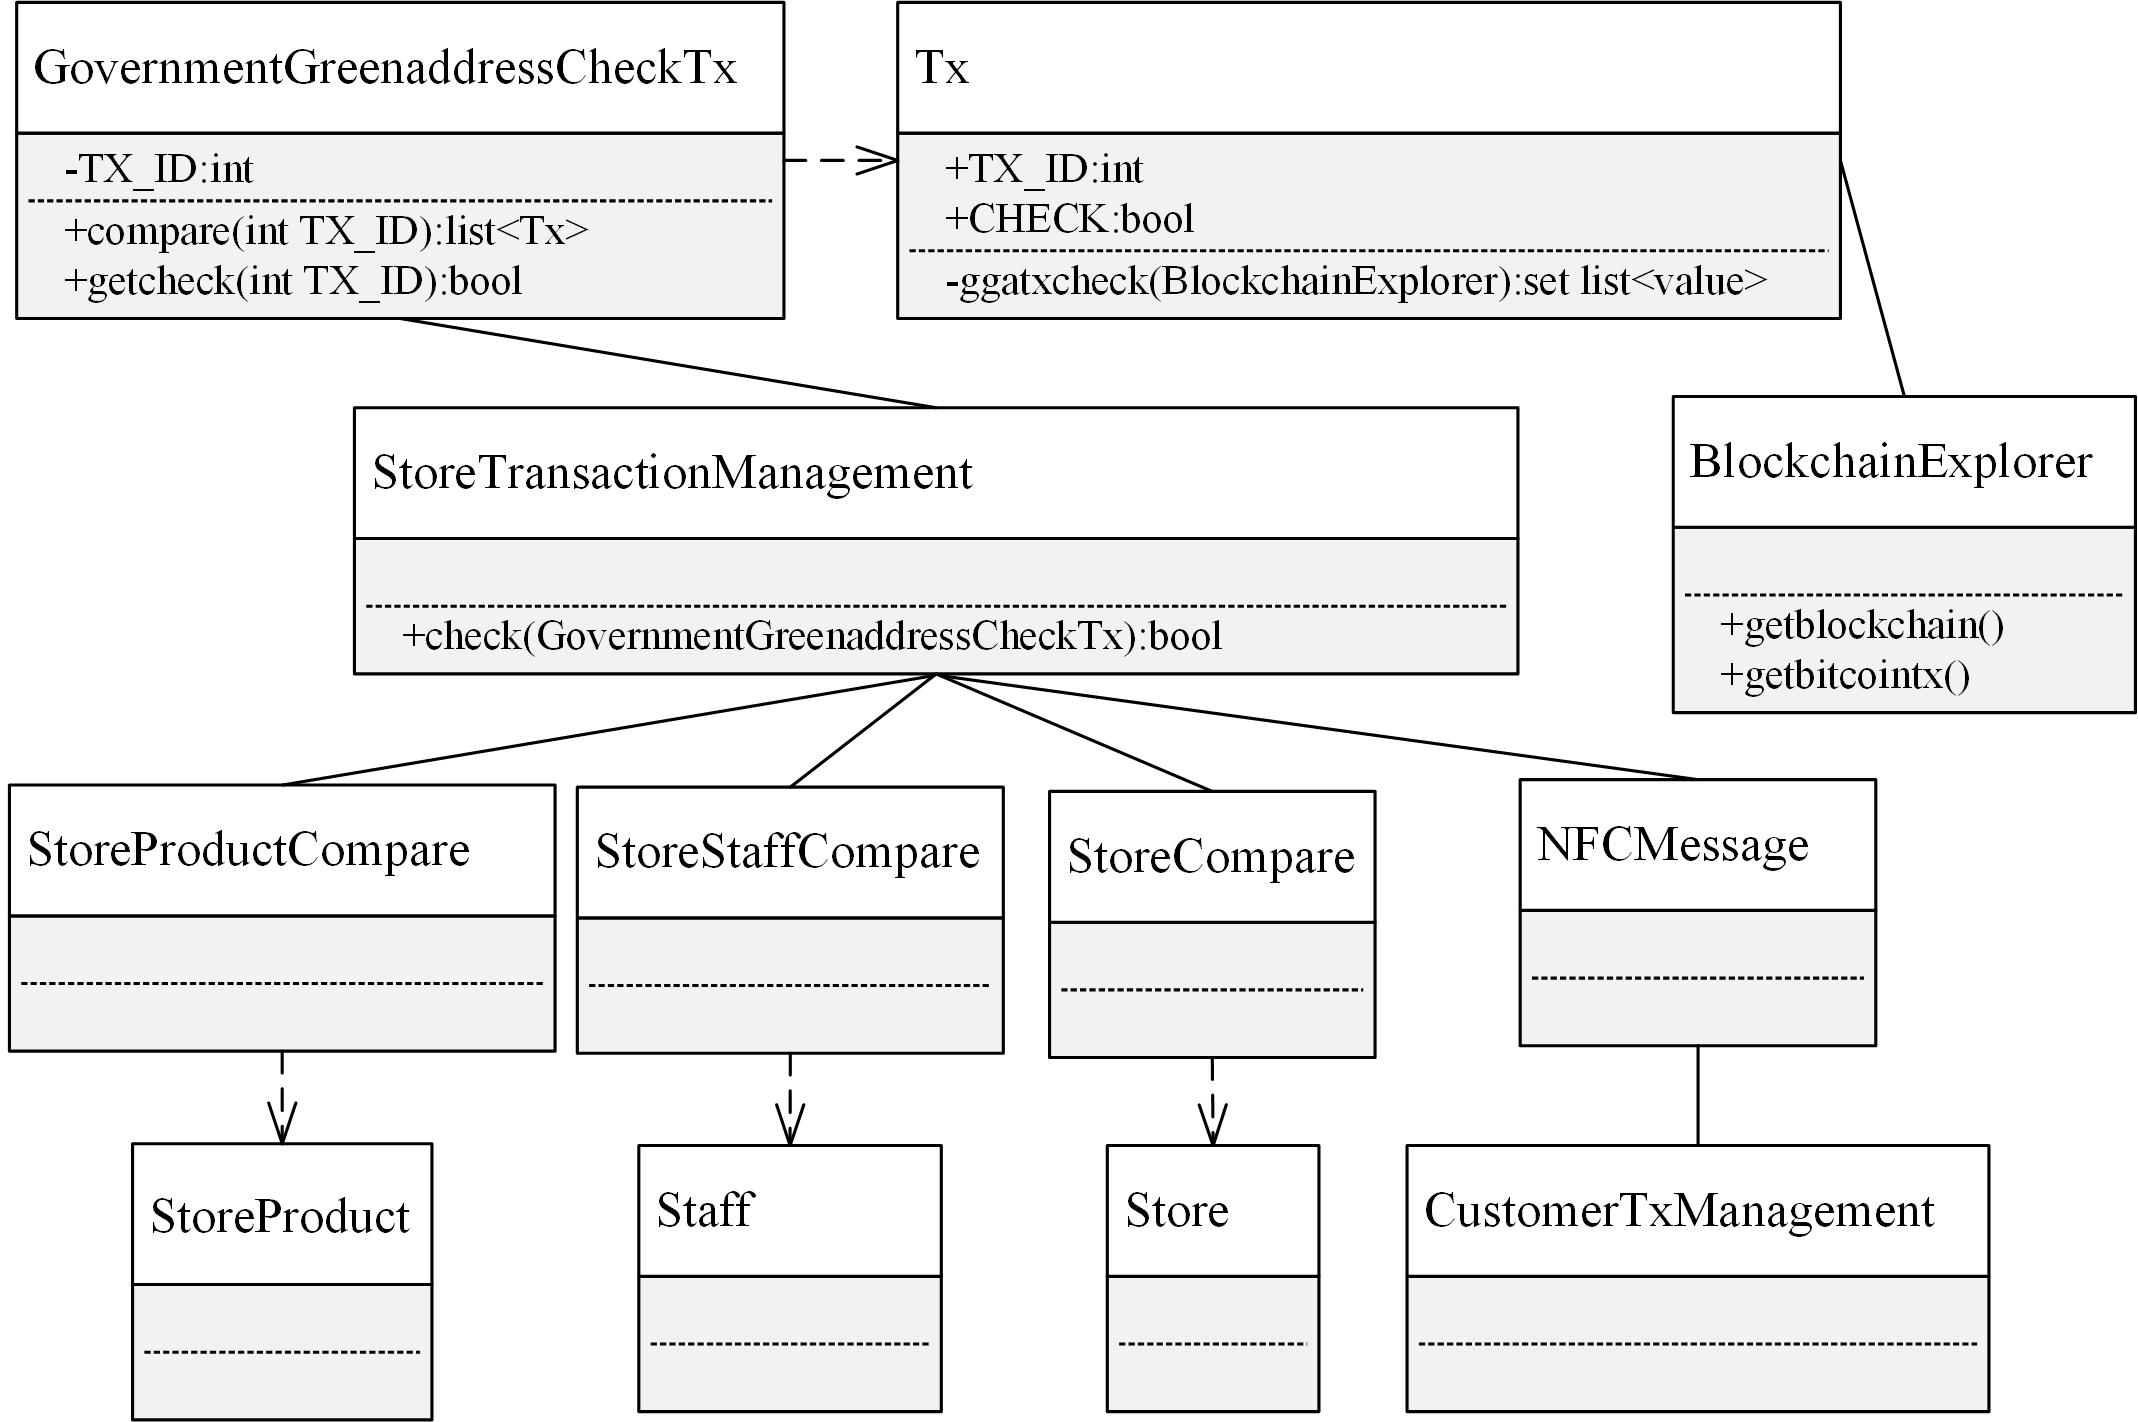 GovernmentGreenaddressCheckTx
-TX_ID:int
+compare(int TX_ID):list<Tx>
+getcheck(int TX_ID):bool
Tx
+TX_ID:int
+CHECK:bool
-ggatxcheck(BlockchainExplorer):set list<value>
StoreTransactionManagement
+check(GovernmentGreenaddressCheckTx):bool
BlockchainExplorer
+getblockchain()
+getbitcointx()
StoreProductCompare
StoreStaffCompare
StoreCompare
NFCMessage
StoreProduct
Staff
Store
CustomerTxManagement